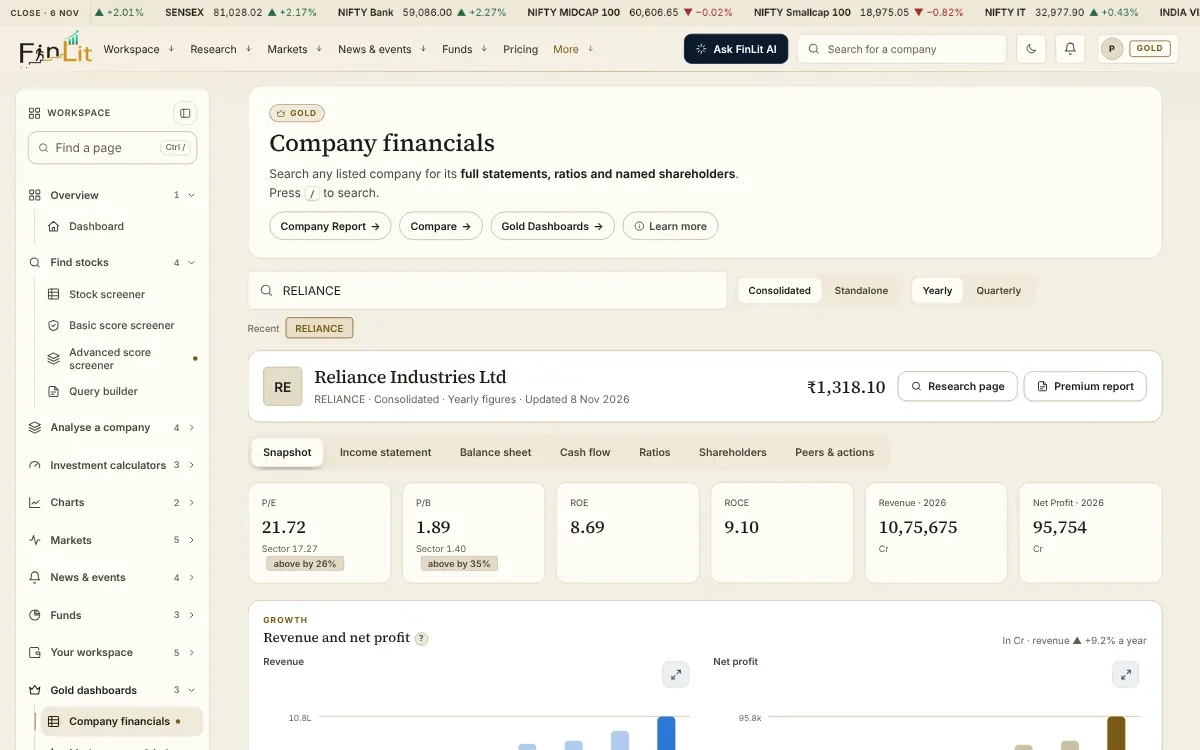 CLOSE · 6 NOV ▲ +2.01% SENSEX 81,028.02 ▲ +2.17% NIFTY Bank 59,086.00 ▲ +2.27% NIFTY MIDCAP 100 60,606.65 ▼ −0.02% NIFTY Smallcap 100 18,975.05 ▼ −0.82% NIFTY IT 32,977.90 ▲ +0.43% INDIA VI
FinLit Workspace Research Markets News & events Funds Pricing More Ask FinLit AI Search for a company P GOLD
WORKSPACE
Find a page Ctrl /
Overview 1
Dashboard
Find stocks 4
Stock screener
Basic score screener
Advanced score
screener
Query builder
Analyse a company 4
Investment calculators 3
Charts 2
Markets 5
News & events 4
Funds 3
Your workspace 5
Gold dashboards 3
Company financials
GOLD
Company financials
Search any listed company for its full statements, ratios and named shareholders.
Press / to search.
Company Report → Compare → Gold Dashboards → Learn more
RELIANCE Consolidated Standalone Yearly Quarterly
Recent RELIANCE
RE
Reliance Industries Ltd
RELIANCE · Consolidated · Yearly figures · Updated 8 Nov 2026
₹1,318.10 Research page Premium report
Snapshot Income statement Balance sheet Cash flow Ratios Shareholders Peers & actions
P/E
21.72
Sector 17.27
above by 26%
P/B
1.89
Sector 1.40
above by 35%
ROE
8.69
ROCE
9.10
Revenue · 2026
10,75,675
Cr
Net Profit · 2026
95,754
Cr
GROWTH
Revenue and net profit ?
In Cr · revenue ▲ +9.2% a year
Revenue
10.8L
Net profit
95.8k